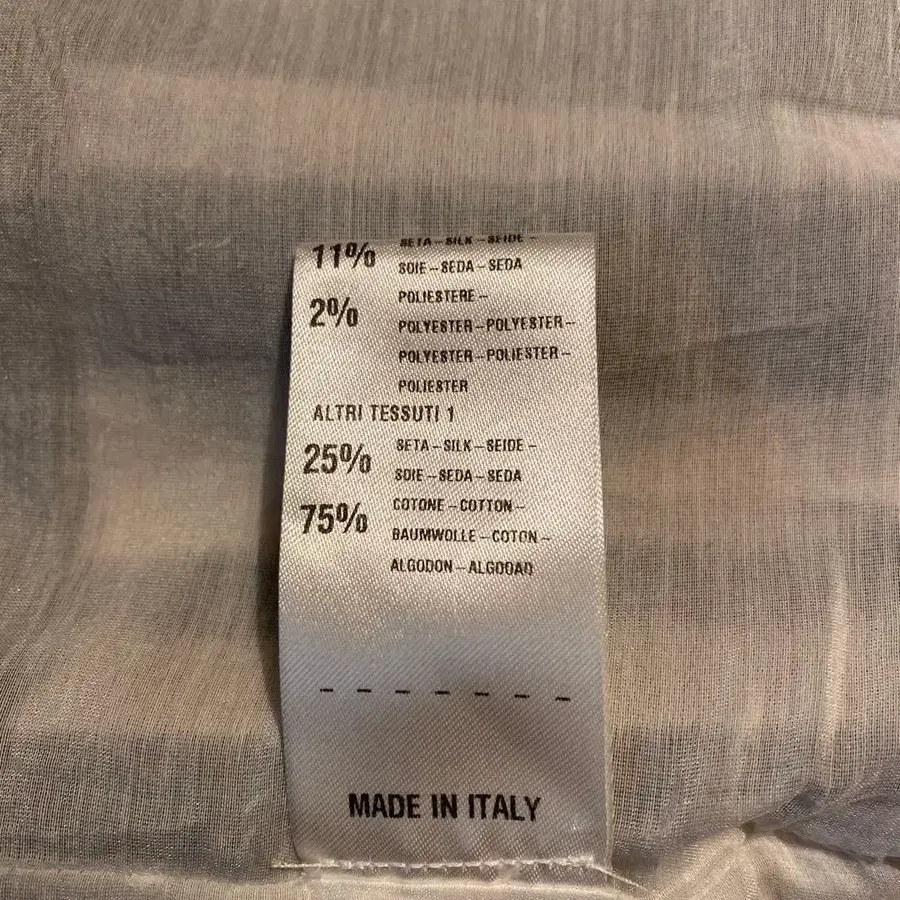 11% SETA-SILK-SEIDE-
SOIE-SEDA-SEDA
2% POLIESTERE-
POLYESTER-POLYESTER-
POLYESTER-POLIESTER-
POLIESTER
ALTRI TESSUTI 1
25% SETA-SILK-SEIDE-
SOIE-SEDA-SEDA
75% COTONE-COTTON-
BAUMWOLLE-COTON-
ALGODON-ALGODAO
- - - - - - -
MADE IN ITALY